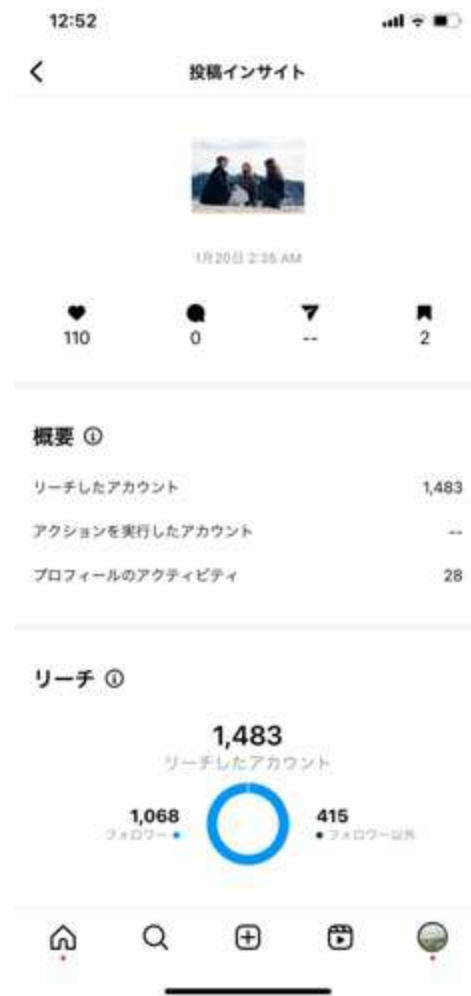 12:52
投稿インサイト
1月20日 2:35 AM
110
0
--
2
概要
リーチしたアカウント 1,483
アクションを実行したアカウント --
プロフィールのアクティビティ 28
リーチ
1,483
リーチしたアカウント
1,068 415
フォロワー フォロワー以外